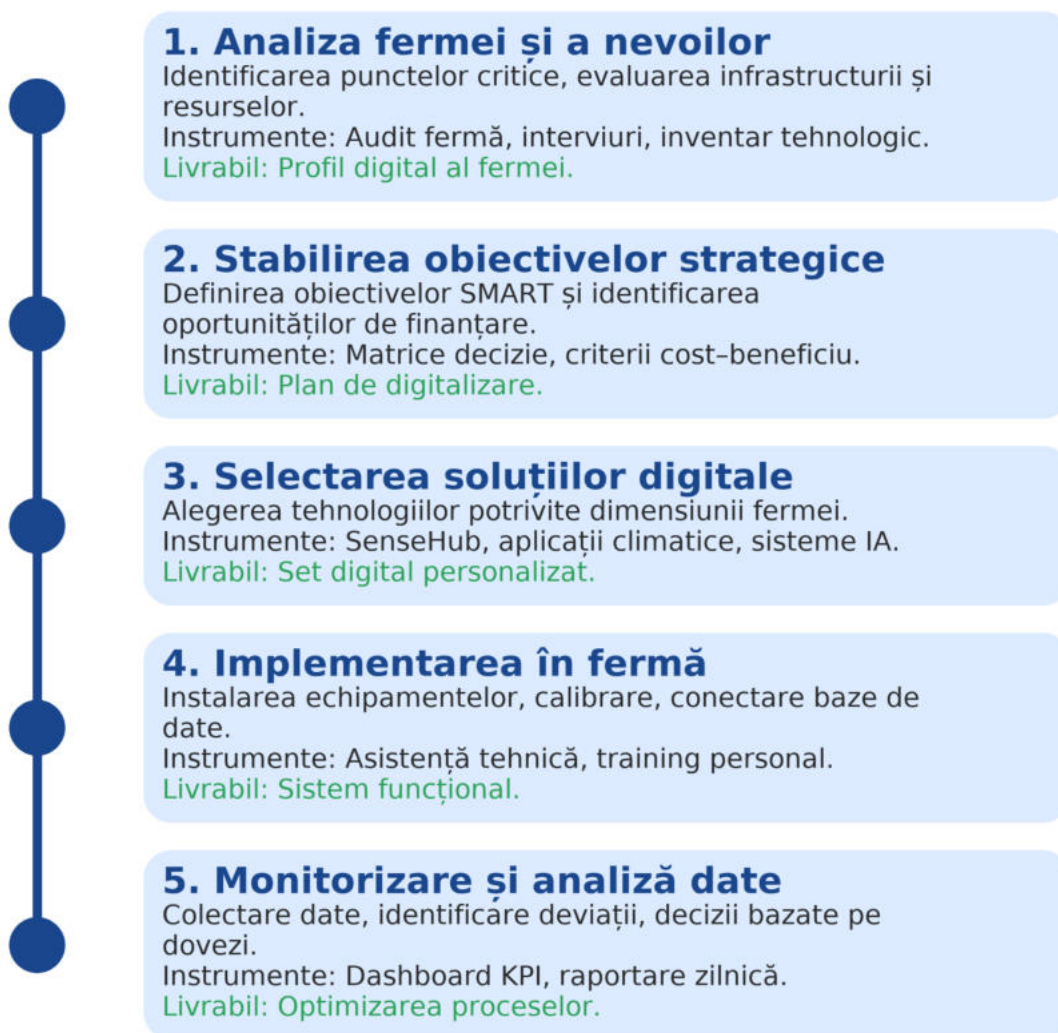 1. Analiza fermei și a nevoilor
Identificarea punctelor critice, evaluarea infrastructurii și
resurselor.
Instrumente: Audit fermă, interviuri, inventar tehnologic.
Livrabil: Profil digital al fermei.
2. Stabilirea obiectivelor strategice
Definirea obiectivelor SMART și identificarea
oportunităților de finanțare.
Instrumente: Matrice decizie, criterii cost–beneficiu.
Livrabil: Plan de digitalizare.
3. Selectarea soluțiilor digitale
Alegerea tehnologiilor potrivite dimensiunii fermei.
Instrumente: SenseHub, aplicații climatice, sisteme IA.
Livrabil: Set digital personalizat.
4. Implementarea în fermă
Instalarea echipamentelor, calibrare, conectare baze de
date.
Instrumente: Asistență tehnică, training personal.
Livrabil: Sistem funcțional.
5. Monitorizare și analiză date
Colectare date, identificare deviații, decizii bazate pe
dovezi.
Instrumente: Dashboard KPI, raportare zilnică.
Livrabil: Optimizarea proceselor.